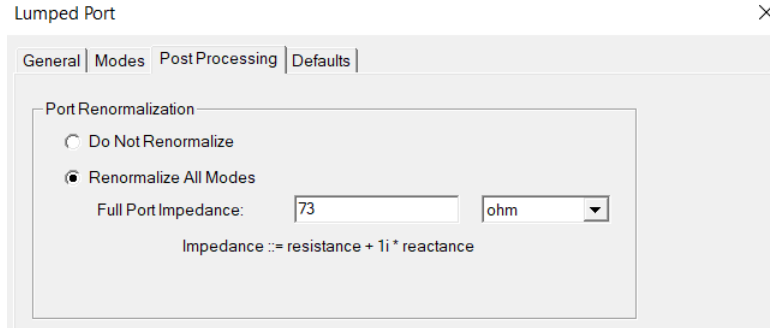 Lumped Port
General Modes Post Processing Defaults
Port Renormalization
Do Not Renormalize
Renormalize All Modes
Full Port Impedance: 73 ohm
Impedance ::= resistance + 1i * reactance